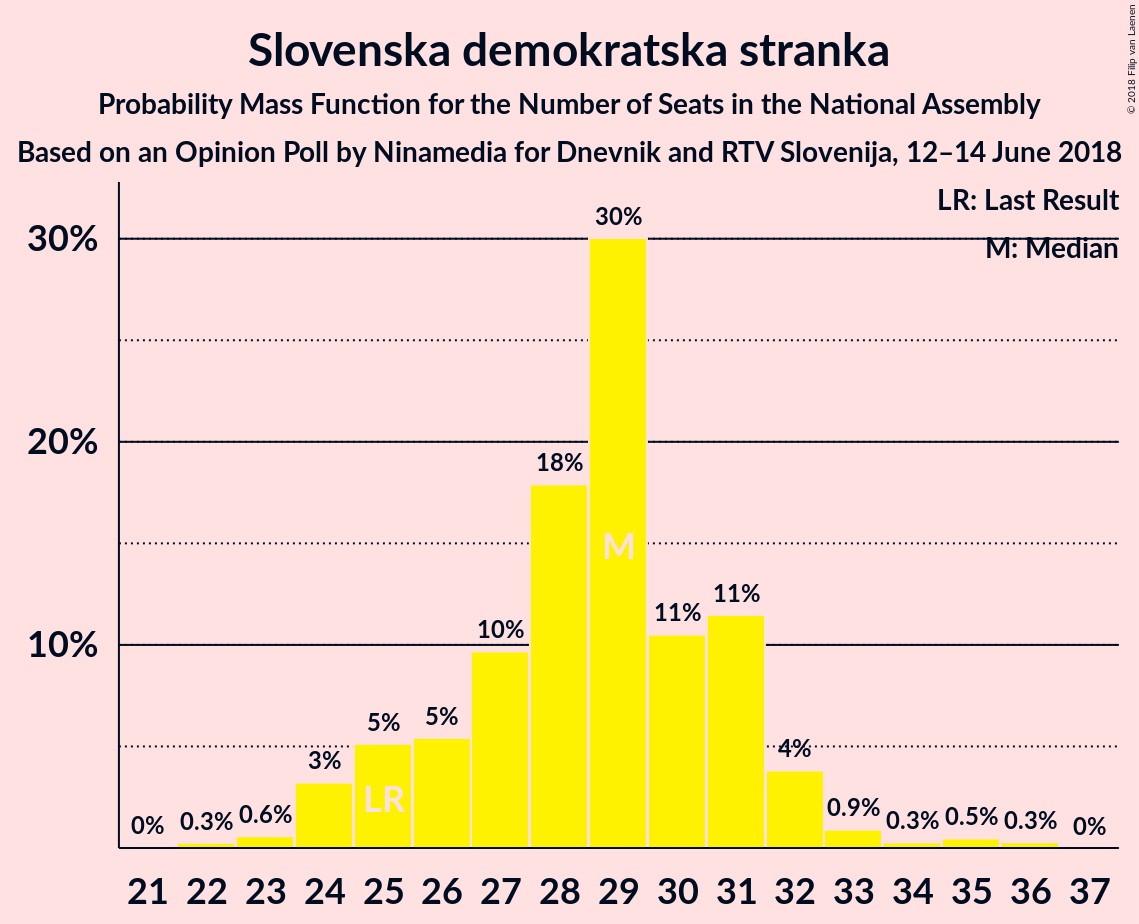 Slovenska demokratska stranka
Probability Mass Function for the Number of Seats in the National Assembly
Based on an Opinion Poll by Ninamedia for Dnevnik and RTV Slovenija, 12–14 June 2018
© 2018 Filip van Laenen
LR: Last Result
M: Median
30%
20%
10%
0% 0.3% 0.6% 3% 5% 5% 10% 18% 30% 11% 11% 4% 0.9% 0.3% 0.5% 0.3% 0%
LR
M
21 22 23 24 25 26 27 28 29 30 31 32 33 34 35 36 37